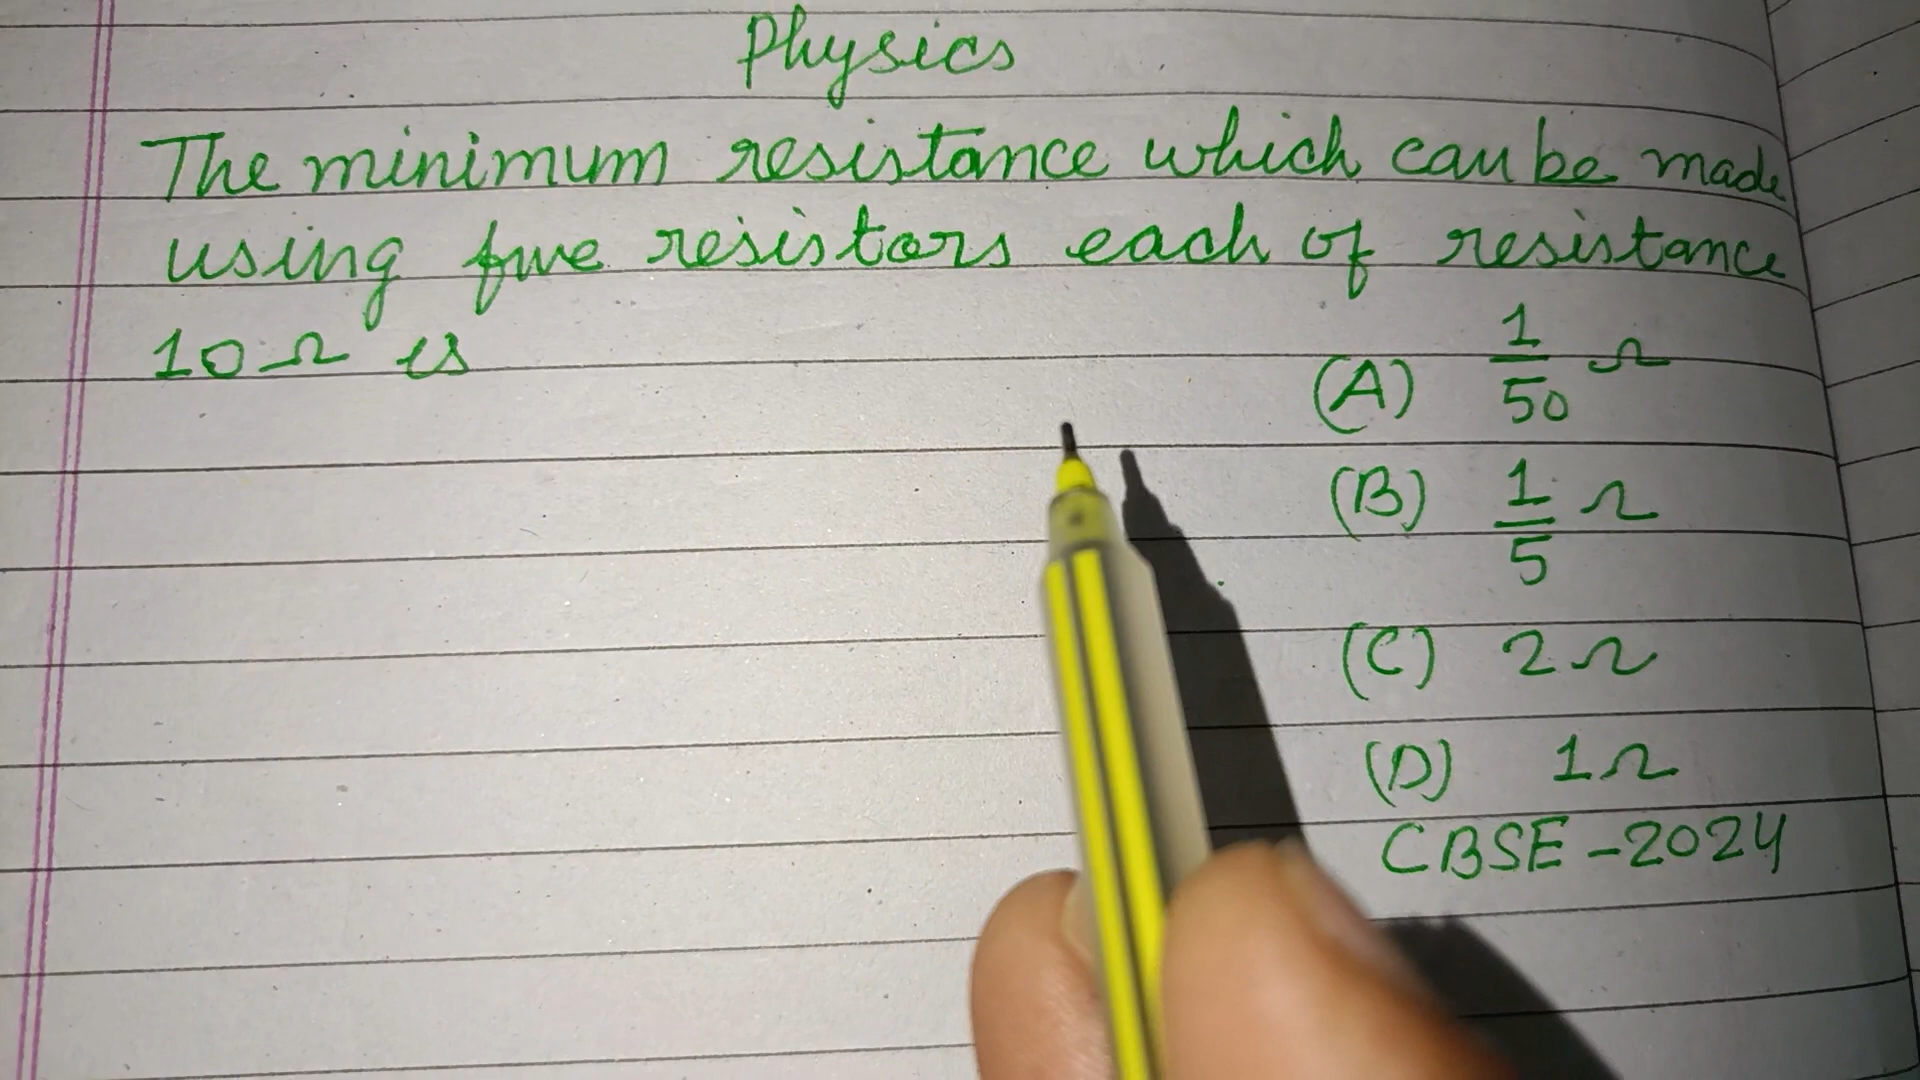 Physics
The minimum resistance which can be made
using five resistors each of resistance
10 Ω is
(A) 1/50 Ω
(B) 1/5 Ω
(C) 2 Ω
(D) 1 Ω
CBSE - 2024